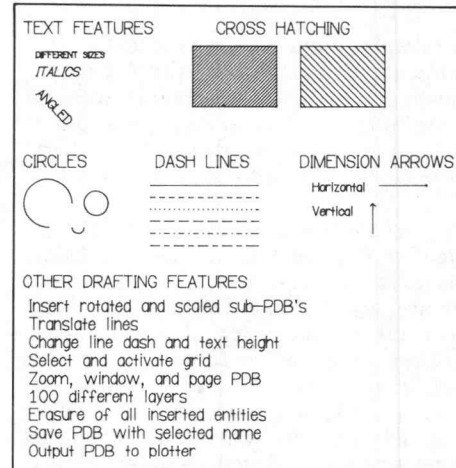 TEXT FEATURES
CROSS HATCHING
DIFFERENT SIZES
ITALICS
ANGLED
CIRCLES
DASH LINES
DIMENSION ARROWS
Horizontal
Vertical
OTHER DRAFTING FEATURES
Insert rotated and scaled sub-PDB's
Translate lines
Change line dash and text height
Select and activate grid
Zoom, window, and page PDB
100 different layers
Erasure of all inserted entities
Save PDB with selected name
Output PDB to plotter